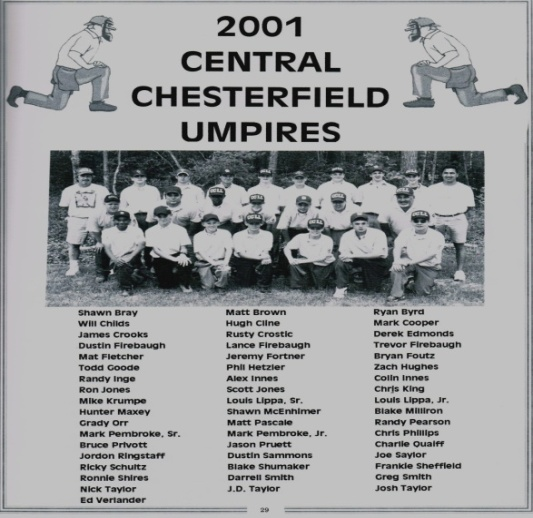 2001
CENTRAL
CHESTERFIELD
UMPIRES
Shawn Bray Matt Brown Ryan Byrd
Will Childs Hugh Cline Mark Cooper
James Crooks Rusty Crostic Derek Edmonds
Dustin Firebaugh Lance Firebaugh Trevor Firebaugh
Mat Fletcher Jeremy Fortner Bryan Foutz
Todd Goode Phil Hetzler Zach Hughes
Randy Inge Alex Innes Colin Innes
Ron Jones Scott Jones Chris King
Mike Krumpe Louis Lippa, Sr. Louis Lippa, Jr.
Hunter Maxey Shawn McEnhimer Blake Milliron
Grady Orr Matt Pascale Randy Pearson
Mark Pembroke, Sr. Mark Pembroke, Jr. Chris Phillips
Bruce Privott Jason Pruett Charlie Qualff
Jordon Ringstaff Dustin Sammons Joe Saylor
Ricky Schultz Blake Shumaker Frankie Sheffield
Ronnie Shires Darrell Smith Greg Smith
Nick Taylor J.D. Taylor Josh Taylor
Ed Verlander
29